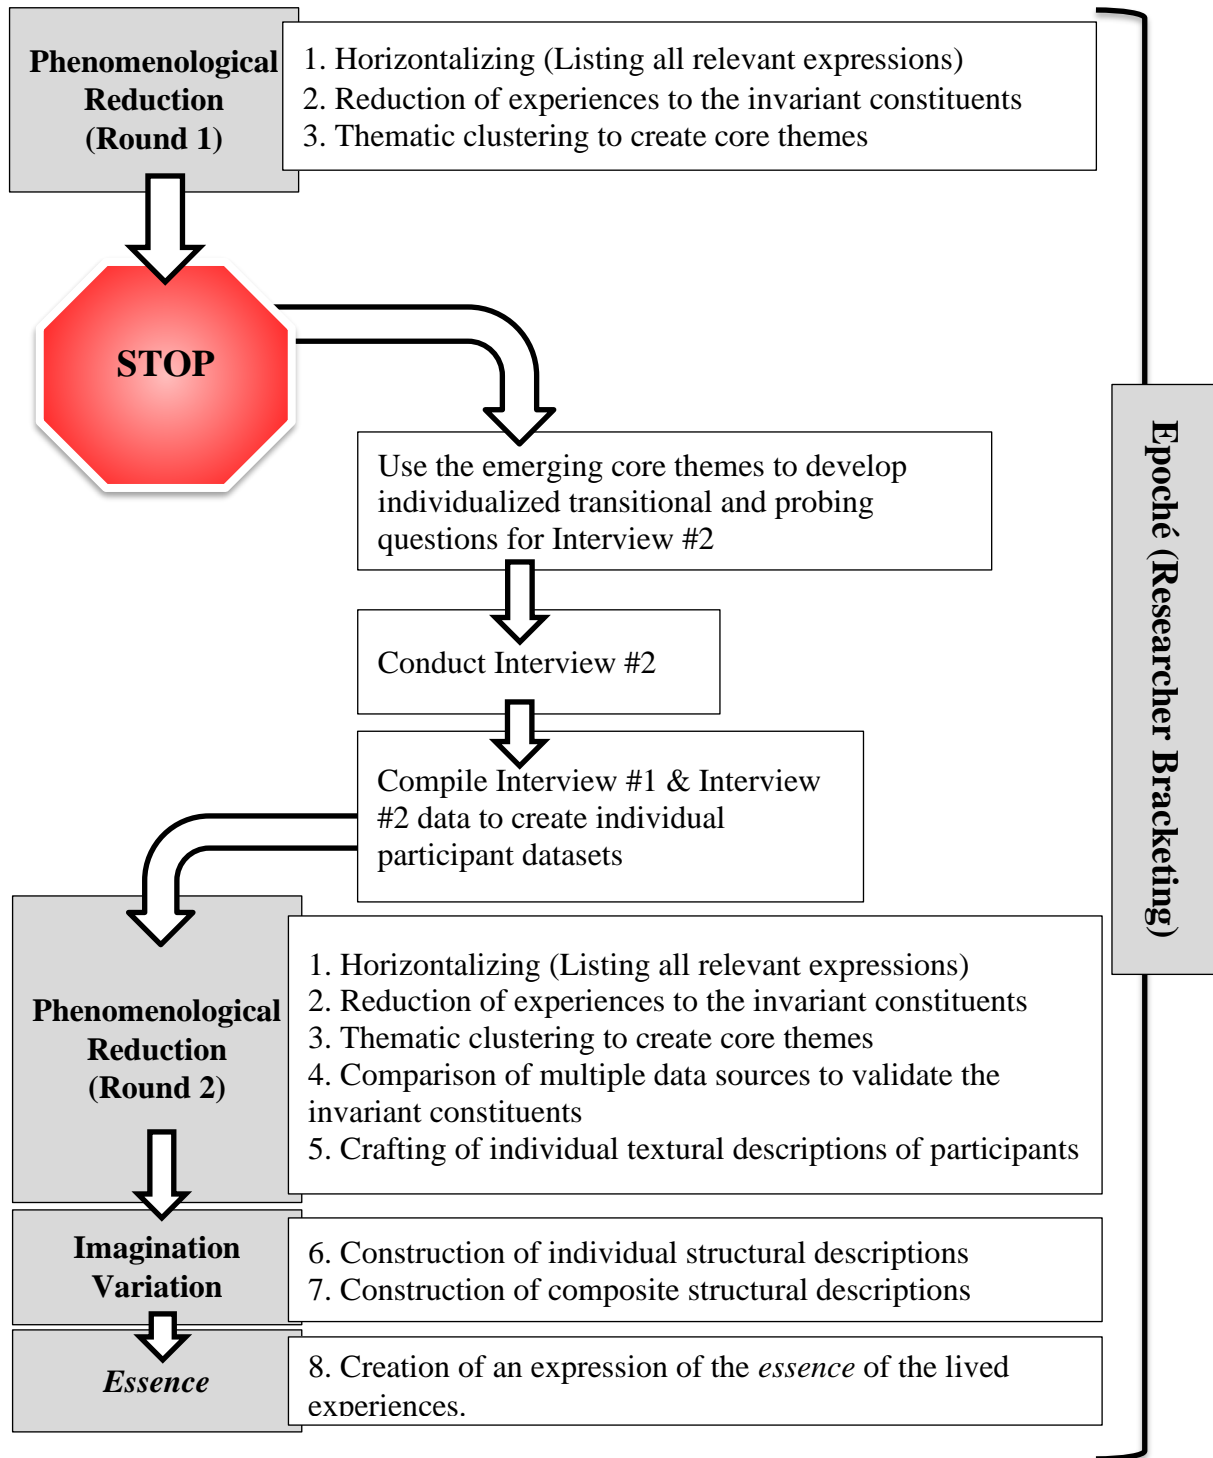 Phenomenological
Reduction
(Round 1)
1. Horizontalizing (Listing all relevant expressions)
2. Reduction of experiences to the invariant constituents
3. Thematic clustering to create core themes
STOP
Use the emerging core themes to develop
individualized transitional and probing
questions for Interview #2
Conduct Interview #2
Compile Interview #1 & Interview
#2 data to create individual
participant datasets
Phenomenological
Reduction
(Round 2)
1. Horizontalizing (Listing all relevant expressions)
2. Reduction of experiences to the invariant constituents
3. Thematic clustering to create core themes
4. Comparison of multiple data sources to validate the
invariant constituents
5. Crafting of individual textural descriptions of participants
Imagination
Variation
6. Construction of individual structural descriptions
7. Construction of composite structural descriptions
Essence
8. Creation of an expression of the essence of the lived
experiences.
Epoché (Researcher Bracketing)